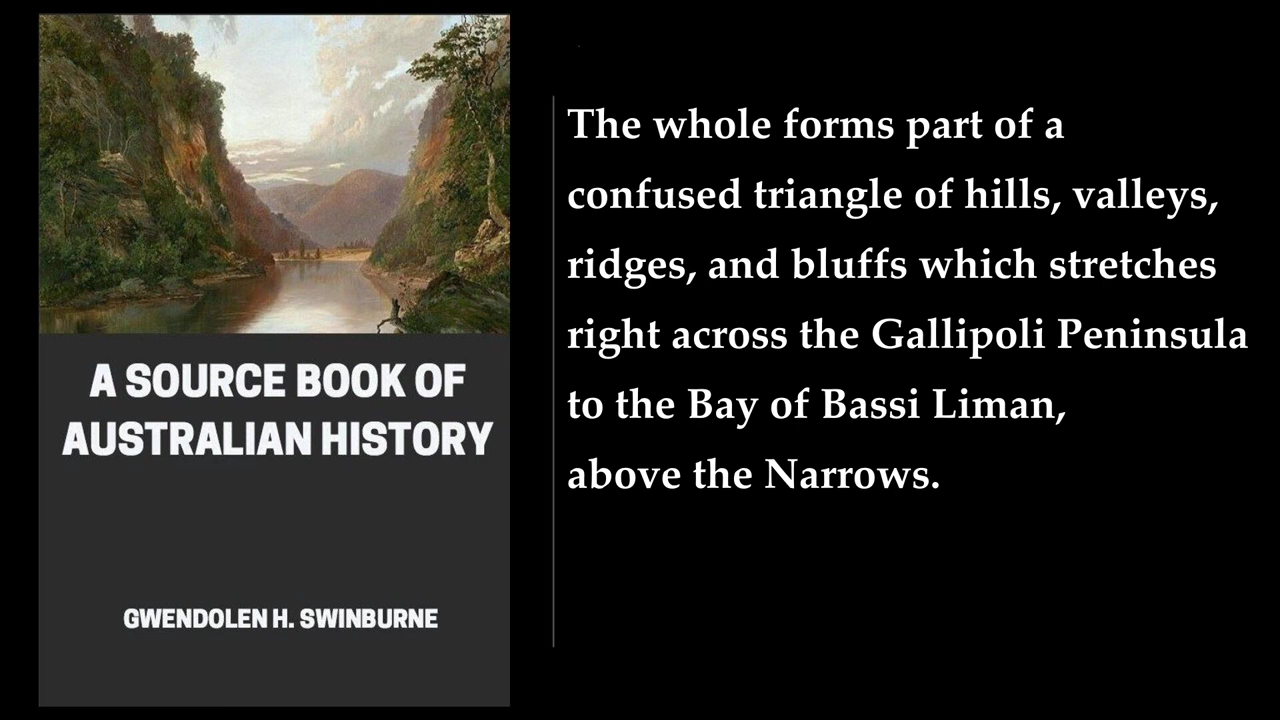 A SOURCE BOOK OF
AUSTRALIAN HISTORY
GWENDOLEN H. SWINBURNE
The whole forms part of a
confused triangle of hills, valleys,
ridges, and bluffs which stretches
right across the Gallipoli Peninsula
to the Bay of Bassi Liman,
above the Narrows.